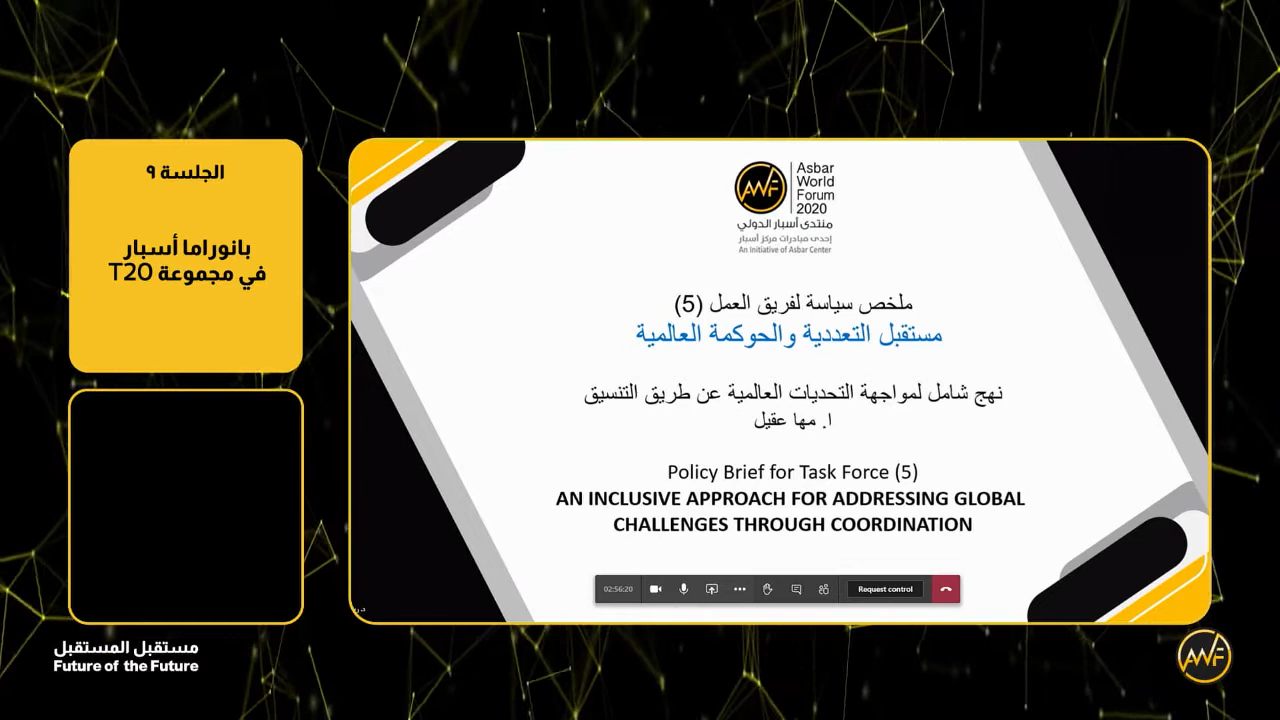 الجلسة ٩
بانوراما أسبار
في مجموعة T20
AWF
Asbar
World
Forum
2020
منتدى أسبار الدولي
إحدى مبادرات مركز أسبار
An Initiative of Asbar Center
ملخص سياسة لفريق العمل (5)
مستقبل التعددية والحوكمة العالمية
نهج شامل لمواجهة التحديات العالمية عن طريق التنسيق
ا. مها عقيل
Policy Brief for Task Force (5)
AN INCLUSIVE APPROACH FOR ADDRESSING GLOBAL
CHALLENGES THROUGH COORDINATION
02:56:20
Request control
مستقبل المستقبل
Future of the Future
AWF